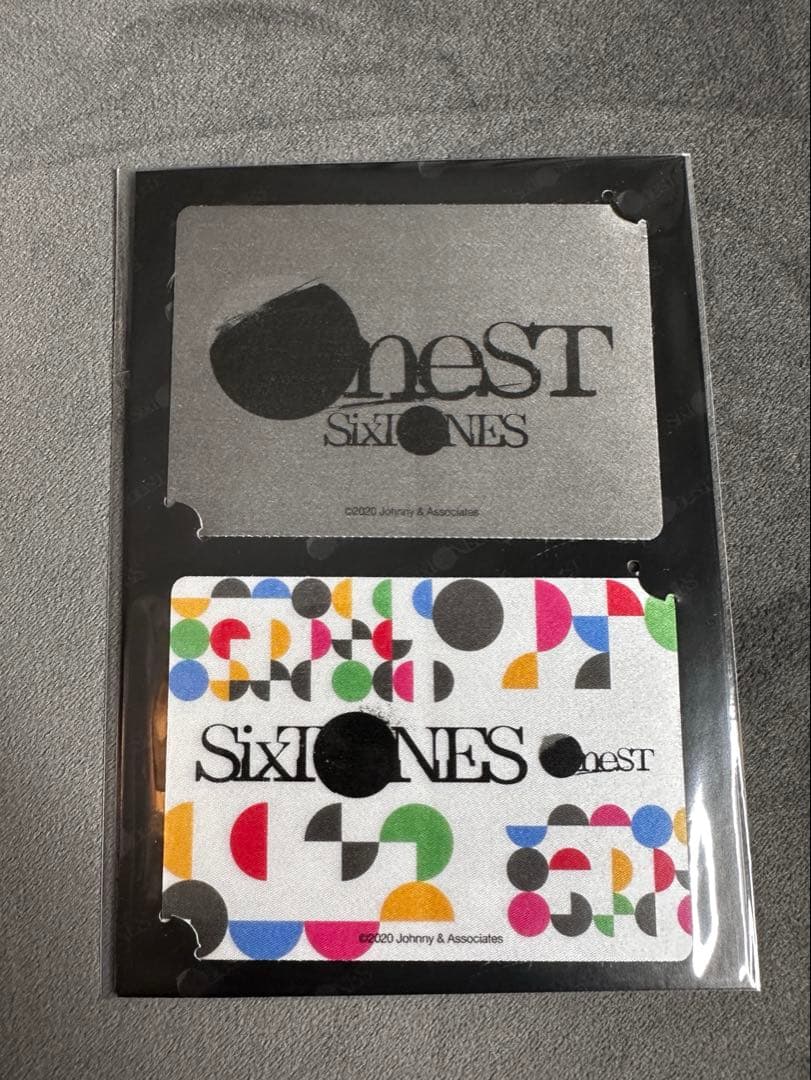 OneST
SixTONES
©2020 Johnny & Associates
SixTONES OneST
©2020 Johnny & Associates